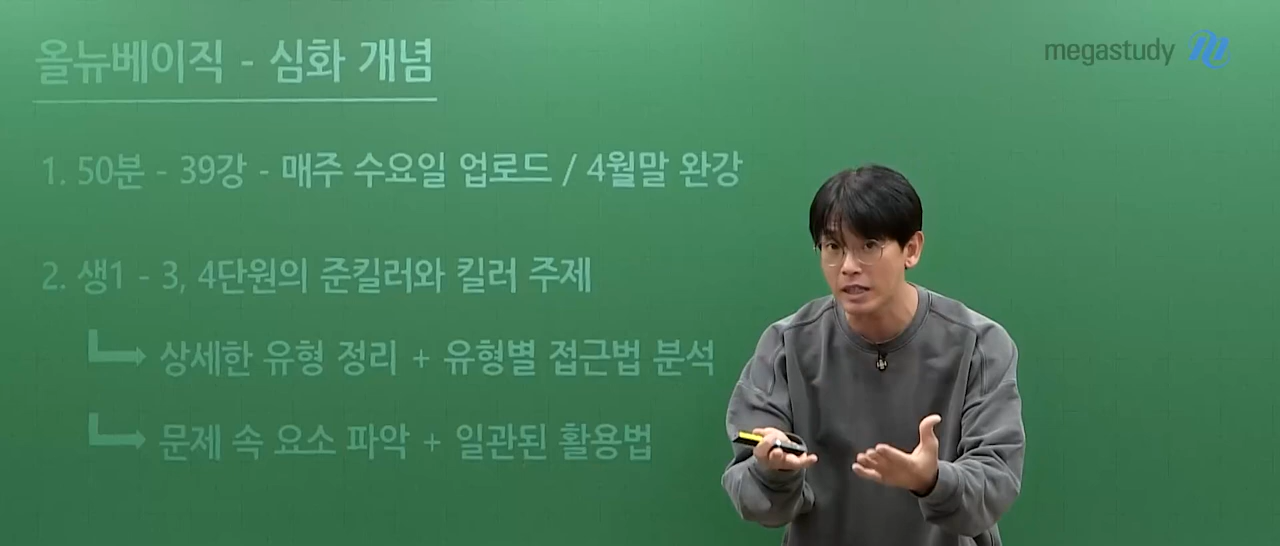 올뉴베이직 - 심화 개념
megastudy
1. 50분 - 39강 - 매주 수요일 업로드 / 4월말 완강
2. 생1 - 3, 4단원의 준킬러와 킬러 주제
상세한 유형 정리 + 유형별 접근법 분석
문제 속 요소 파악 + 일관된 활용법